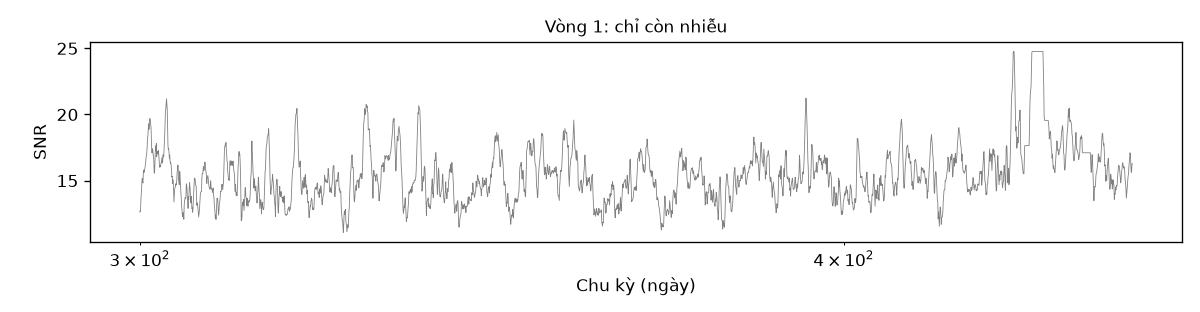 Vòng 1: chỉ còn nhiễu
25
20
15
SNR
3 × 10²
4 × 10²
Chu kỳ (ngày)